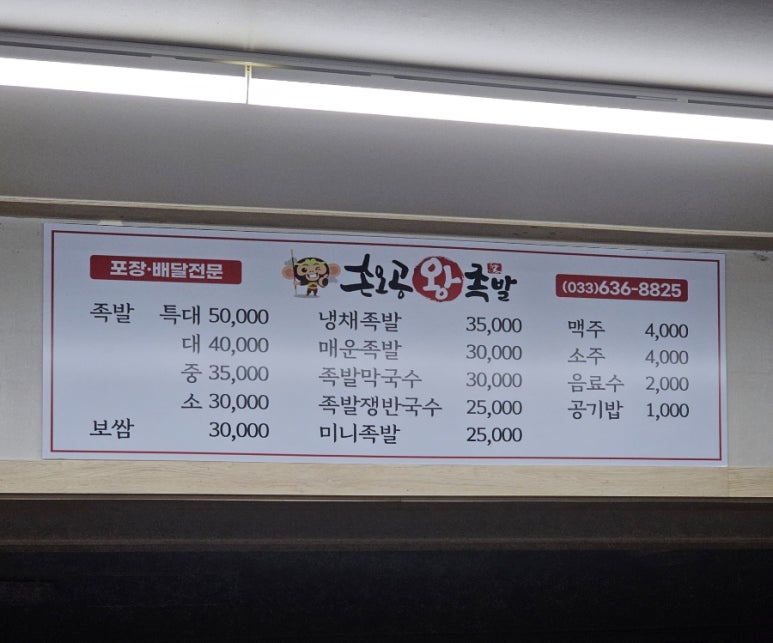 포장·배달전문
손오공 왕 족발
(033)636-8825
족발 특대 50,000
대 40,000
중 35,000
소 30,000
보쌈 30,000
냉채족발 35,000
매운족발 30,000
족발막국수 30,000
족발쟁반국수 25,000
미니족발 25,000
맥주 4,000
소주 4,000
음료수 2,000
공기밥 1,000